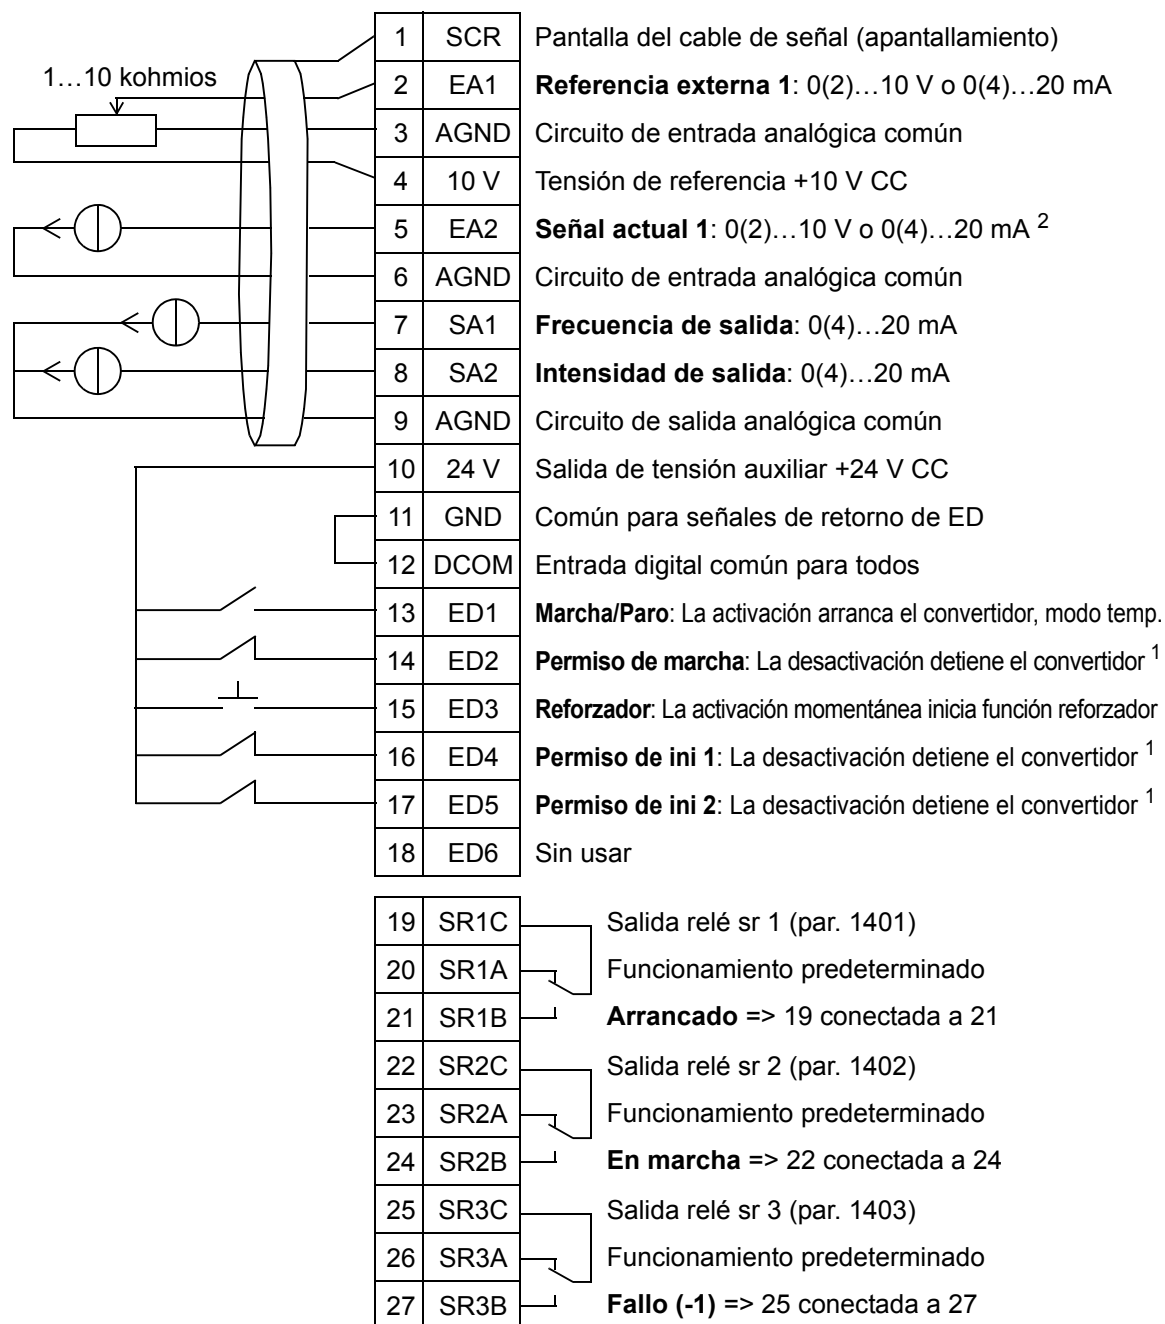 1 SCR Pantalla del cable de señal (apantallamiento)
1…10 kohmios
2 EA1 Referencia externa 1: 0(2)…10 V o 0(4)…20 mA
3 AGND Circuito de entrada analógica común
4 10 V Tensión de referencia +10 V CC
5 EA2 Señal actual 1: 0(2)…10 V o 0(4)…20 mA 2
6 AGND Circuito de entrada analógica común
7 SA1 Frecuencia de salida: 0(4)…20 mA
8 SA2 Intensidad de salida: 0(4)…20 mA
9 AGND Circuito de salida analógica común
10 24 V Salida de tensión auxiliar +24 V CC
11 GND Común para señales de retorno de ED
12 DCOM Entrada digital común para todos
13 ED1 Marcha/Paro: La activación arranca el convertidor, modo temp.
14 ED2 Permiso de marcha: La desactivación detiene el convertidor 1
15 ED3 Reforzador: La activación momentánea inicia función reforzador
16 ED4 Permiso de ini 1: La desactivación detiene el convertidor 1
17 ED5 Permiso de ini 2: La desactivación detiene el convertidor 1
18 ED6 Sin usar
19 SR1C Salida relé sr 1 (par. 1401)
20 SR1A Funcionamiento predeterminado
21 SR1B Arrancado => 19 conectada a 21
22 SR2C Salida relé sr 2 (par. 1402)
23 SR2A Funcionamiento predeterminado
24 SR2B En marcha => 22 conectada a 24
25 SR3C Salida relé sr 3 (par. 1403)
26 SR3A Funcionamiento predeterminado
27 SR3B Fallo (-1) => 25 conectada a 27